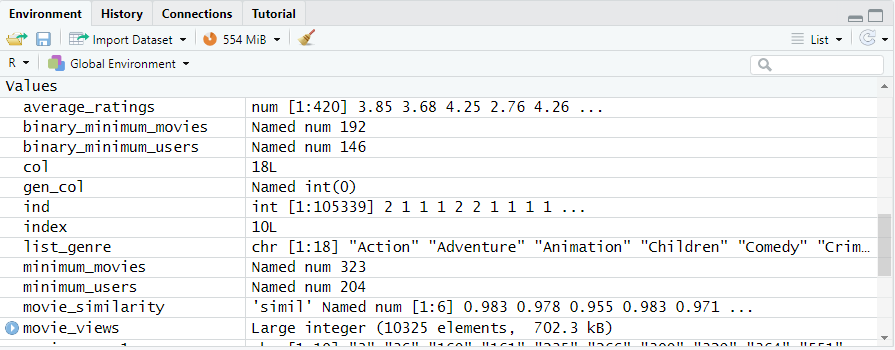 Environment History Connections Tutorial
Import Dataset 554 MiB List
R Global Environment
Values
average_ratings num [1:420] 3.85 3.68 4.25 2.76 4.26 ...
binary_minimum_movies Named num 192
binary_minimum_users Named num 146
col 18L
gen_col Named int(0)
ind int [1:105339] 2 1 1 1 2 2 1 1 1 1 ...
index 10L
list_genre chr [1:18] "Action" "Adventure" "Animation" "Children" "Comedy" "Crim…
minimum_movies Named num 323
minimum_users Named num 204
movie_similarity 'simil' Named num [1:6] 0.983 0.978 0.955 0.983 0.971 ...
movie_views Large integer (10325 elements, 702.3 kB)